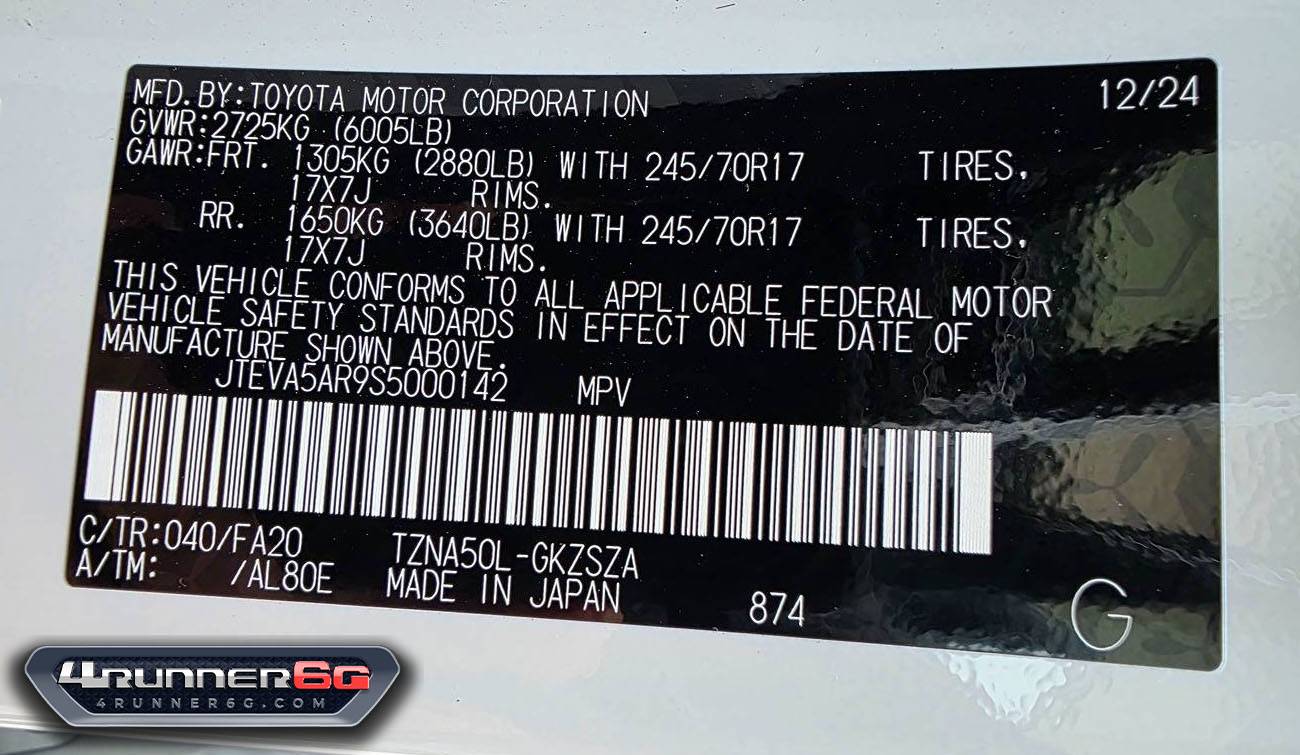 MFD.BY:TOYOTA MOTOR CORPORATION 12/24
GVWR:2725KG (6005LB)
GAWR:FRT. 1305KG (2880LB) WITH 245/70R17 TIRES,
17X7J RIMS.
RR. 1650KG (3640LB) WITH 245/70R17 TIRES,
17X7J RIMS.
THIS VEHICLE CONFORMS TO ALL APPLICABLE FEDERAL MOTOR
VEHICLE SAFETY STANDARDS IN EFFECT ON THE DATE OF
MANUFACTURE SHOWN ABOVE.
JTEVA5AR9S5000142 MPV
C/TR:040/FA20 TZNA50L-GKZSZA
A/TM: /AL80E MADE IN JAPAN 874 G
4RUNNER6G
4RUNNER6G.COM